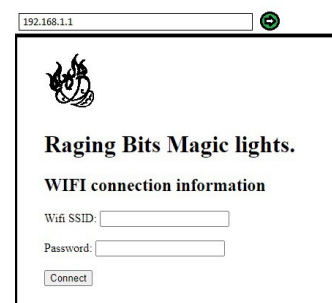 192.168.1.1
Raging Bits Magic lights.
WIFI connection information
Wifi SSID:
Password:
Connect